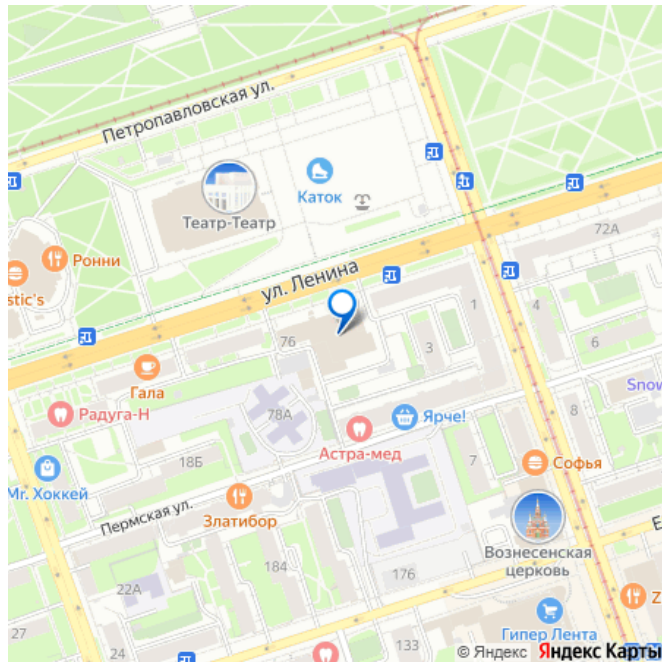 Петропавловская ул.
Каток
Театр-Театр
72А
Ронни
stic's
ул. Ленина
1
4
76
3
6
Гала
Snow
Радуга-Н
78А
Ярче!
8
Астра-мед
18Б
7
Софья
Mr. Хоккей
Златибор
Пермская ул.
Вознесенская
церковь
Е
184
176
22А
Z
Гипер Лента
133
24
110
© Яндекс Яндекс Карты